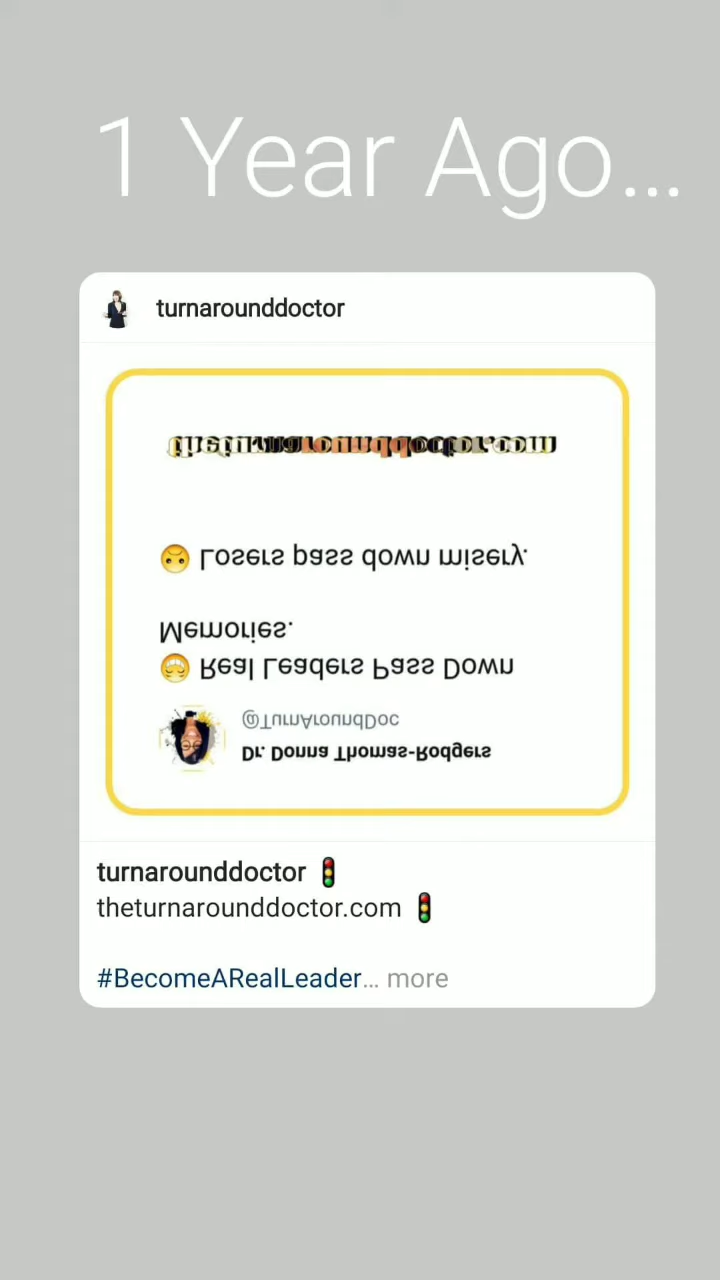 1 Year Ago...
turnarounddoctor
Dr. Donna Thomas-Rodgers
@TurnAroundDoc
😁 Real Leaders Pass Down
Memories.
😠 Losers pass down misery.
theturnarounddoctor.com
turnarounddoctor 🚦
theturnarounddoctor.com 🚦
#BecomeARealLeader... more